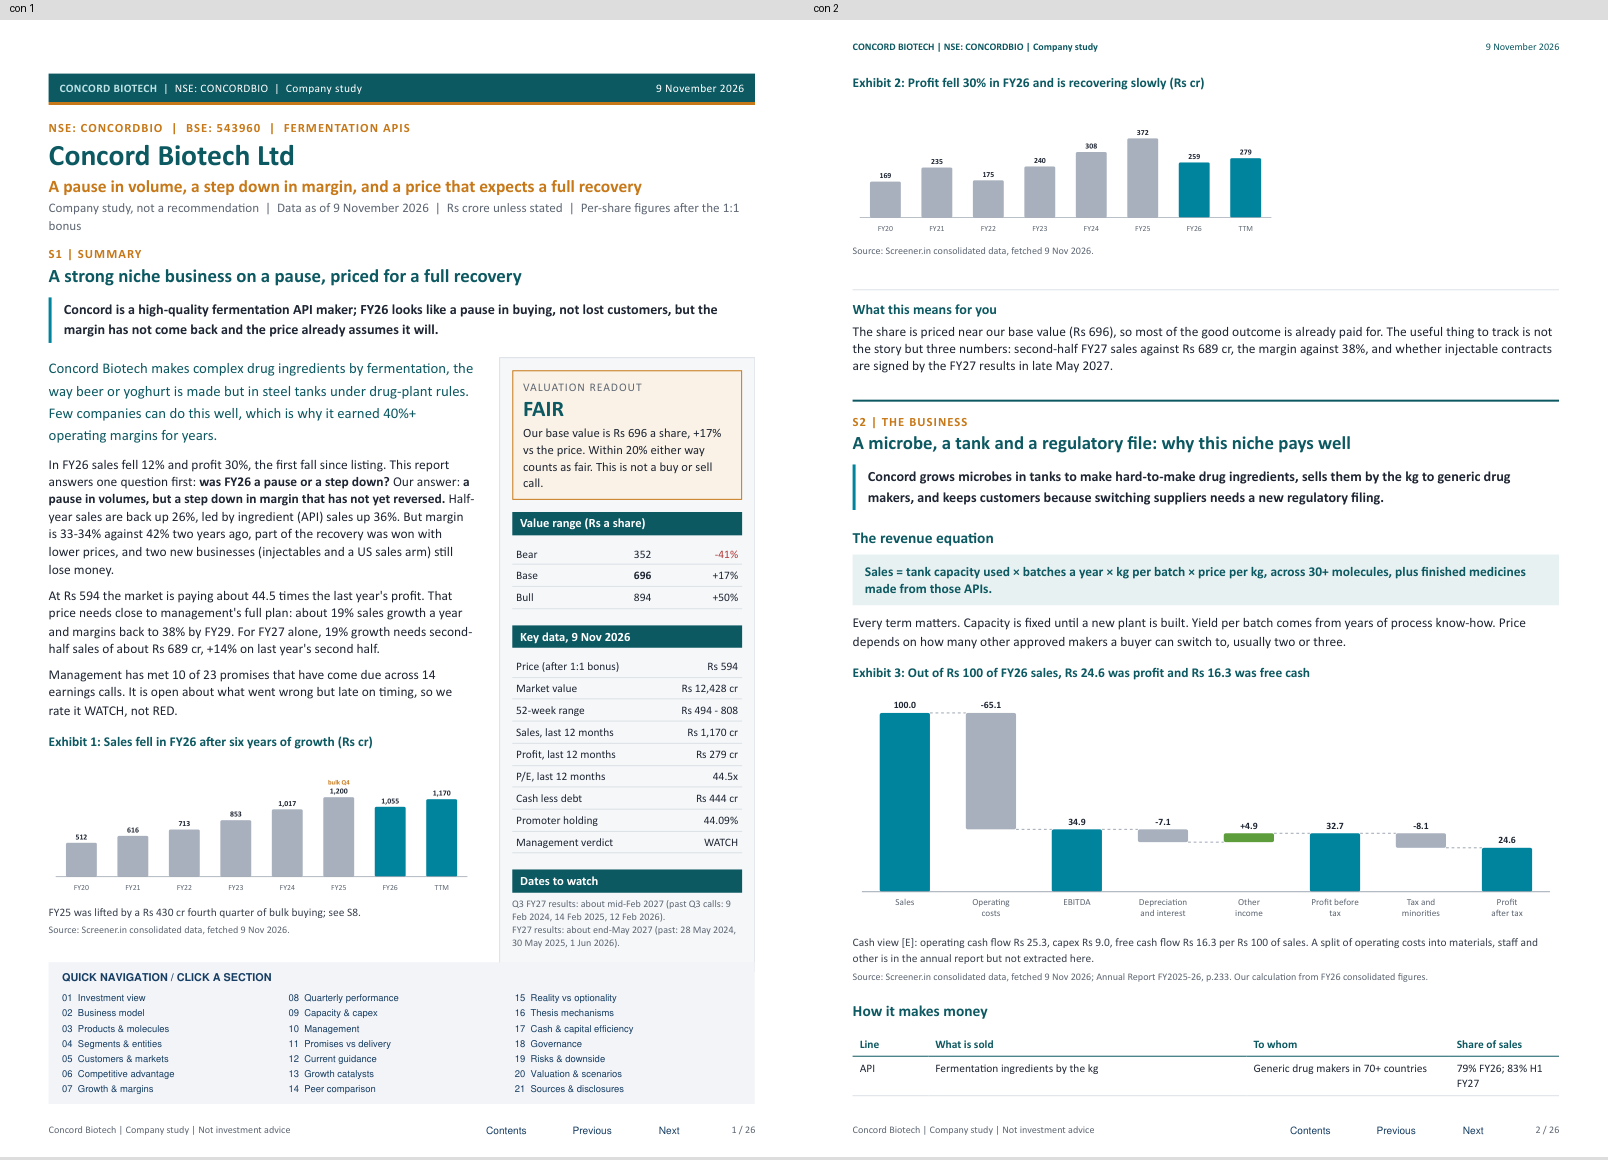 con 1
CONCORD BIOTECH | NSE: CONCORDBIO | Company study
9 November 2026
NSE: CONCORDBIO | BSE: 543960 | FERMENTATION APIS
Concord Biotech Ltd
A pause in volume, a step down in margin, and a price that expects a full recovery
Company study, not a recommendation | Data as of 9 November 2026 | Rs crore unless stated | Per-share figures after the 1:1
bonus
S1 | SUMMARY
A strong niche business on a pause, priced for a full recovery
Concord is a high-quality fermentation API maker; FY26 looks like a pause in buying, not lost customers, but the
margin has not come back and the price already assumes it will.
Concord Biotech makes complex drug ingredients by fermentation, the
way beer or yoghurt is made but in steel tanks under drug-plant rules.
Few companies can do this well, which is why it earned 40%+
operating margins for years.
In FY26 sales fell 12% and profit 30%, the first fall since listing. This report
answers one question first: was FY26 a pause or a step down? Our answer: a
pause in volumes, but a step down in margin that has not yet reversed. Half-
year sales are back up 26%, led by ingredient (API) sales up 36%. But margin
is 33-34% against 42% two years ago, part of the recovery was won with
lower prices, and two new businesses (injectables and a US sales arm) still
lose money.
At Rs 594 the market is paying about 44.5 times the last year's profit. That
price needs close to management's full plan: about 19% sales growth a year
and margins back to 38% by FY29. For FY27 alone, 19% growth needs second-
half sales of about Rs 689 cr, +14% on last year's second half.
Management has met 10 of 23 promises that have come due across 14
earnings calls. It is open about what went wrong but late on timing, so we
rate it WATCH, not RED.
Exhibit 1: Sales fell in FY26 after six years of growth (Rs cr)
bulk Q4
512
616
713
853
1,017
1,200
1,055
1,170
FY20
FY21
FY22
FY23
FY24
FY25
FY26
TTM
FY25 was lifted by a Rs 430 cr fourth quarter of bulk buying; see S8.
Source: Screener.in consolidated data, fetched 9 Nov 2026.
VALUATION READOUT
FAIR
Our base value is Rs 696 a share, +17%
vs the price. Within 20% either way
counts as fair. This is not a buy or sell
call.
Value range (Rs a share)
Bear 352 -41%
Base 696 +17%
Bull 894 +50%
Key data, 9 Nov 2026
Price (after 1:1 bonus) Rs 594
Market value Rs 12,428 cr
52-week range Rs 494 - 808
Sales, last 12 months Rs 1,170 cr
Profit, last 12 months Rs 279 cr
P/E, last 12 months 44.5x
Cash less debt Rs 444 cr
Promoter holding 44.09%
Management verdict WATCH
Dates to watch
Q3 FY27 results: about mid-Feb 2027 (past Q3 calls: 9
Feb 2024, 14 Feb 2025, 12 Feb 2026).
FY27 results: about end-May 2027 (past: 28 May 2024,
30 May 2025, 1 Jun 2026).
QUICK NAVIGATION / CLICK A SECTION
01 Investment view
02 Business model
03 Products & molecules
04 Segments & entities
05 Customers & markets
06 Competitive advantage
07 Growth & margins
08 Quarterly performance
09 Capacity & capex
10 Management
11 Promises vs delivery
12 Current guidance
13 Growth catalysts
14 Peer comparison
15 Reality vs optionality
16 Thesis mechanisms
17 Cash & capital efficiency
18 Governance
19 Risks & downside
20 Valuation & scenarios
21 Sources & disclosures
Concord Biotech | Company study | Not investment advice
Contents Previous Next 1 / 26
con 2
CONCORD BIOTECH | NSE: CONCORDBIO | Company study
9 November 2026
Exhibit 2: Profit fell 30% in FY26 and is recovering slowly (Rs cr)
169
235
175
240
308
372
259
279
FY20
FY21
FY22
FY23
FY24
FY25
FY26
TTM
Source: Screener.in consolidated data, fetched 9 Nov 2026.
What this means for you
The share is priced near our base value (Rs 696), so most of the good outcome is already paid for. The useful thing to track is not
the story but three numbers: second-half FY27 sales against Rs 689 cr, the margin against 38%, and whether injectable contracts
are signed by the FY27 results in late May 2027.
S2 | THE BUSINESS
A microbe, a tank and a regulatory file: why this niche pays well
Concord grows microbes in tanks to make hard-to-make drug ingredients, sells them by the kg to generic drug
makers, and keeps customers because switching suppliers needs a new regulatory filing.
The revenue equation
Sales = tank capacity used × batches a year × kg per batch × price per kg, across 30+ molecules, plus finished medicines
made from those APIs.
Every term matters. Capacity is fixed until a new plant is built. Yield per batch comes from years of process know-how. Price
depends on how many other approved makers a buyer can switch to, usually two or three.
Exhibit 3: Out of Rs 100 of FY26 sales, Rs 24.6 was profit and Rs 16.3 was free cash
100.0
-65.1
34.9
-7.1
+4.9
32.7
-8.1
24.6
Sales
Operating
costs
EBITDA
Depreciation
and interest
Other
income
Profit before
tax
Tax and
minorities
Profit
after tax
Cash view [E]: operating cash flow Rs 25.3, capex Rs 9.0, free cash flow Rs 16.3 per Rs 100 of sales. A split of operating costs into materials, staff and
other is in the annual report but not extracted here.
Source: Screener.in consolidated data, fetched 9 Nov 2026; Annual Report FY2025-26, p.233. Our calculation from FY26 consolidated figures.
How it makes money
Line What is sold To whom Share of sales
API Fermentation ingredients by the kg Generic drug makers in 70+ countries 79% FY26; 83% H1
FY27
Concord Biotech | Company study | Not investment advice
Contents Previous Next 2 / 26